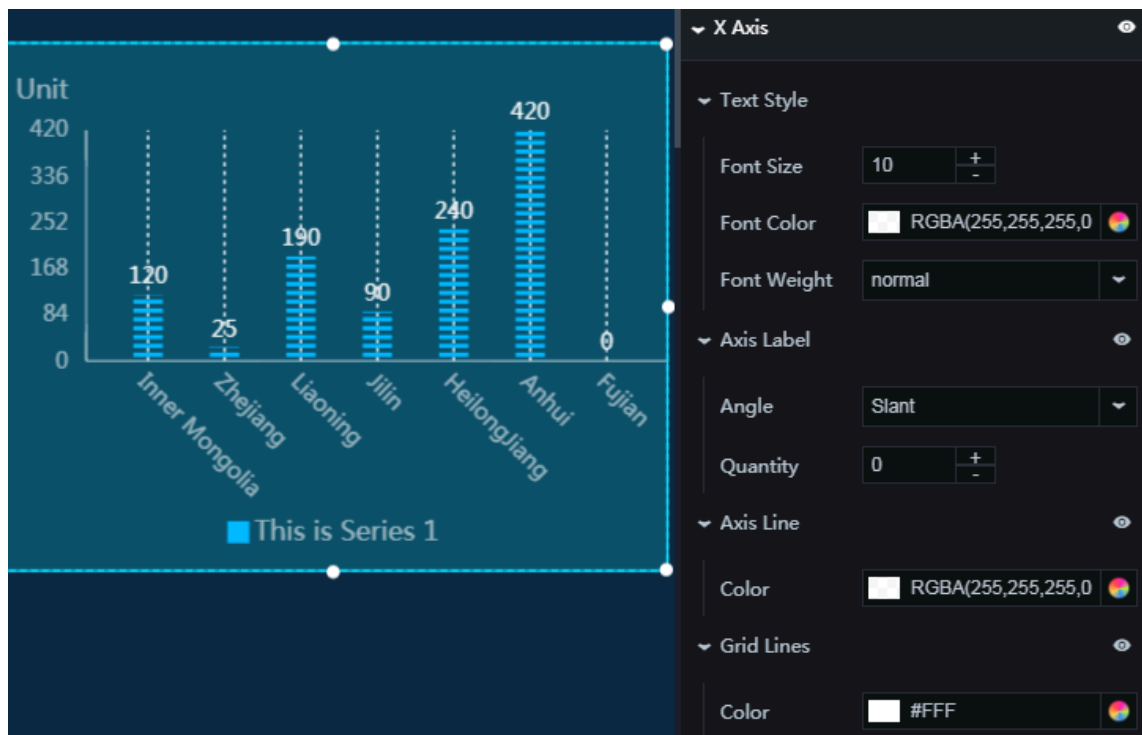 Unit
420
336
252
168
84
0
120
25
190
90
240
420
0
Inner Mongolia
Zhejiang
Liaoning
Jilin
HeilongJiang
Anhui
Fujian
This is Series 1
X Axis
Text Style
Font Size
10
+
-
Font Color
RGBA(255,255,255,0
Font Weight
normal
Axis Label
Angle
Slant
Quantity
0
+
-
Axis Line
Color
RGBA(255,255,255,0
Grid Lines
Color
#FFF